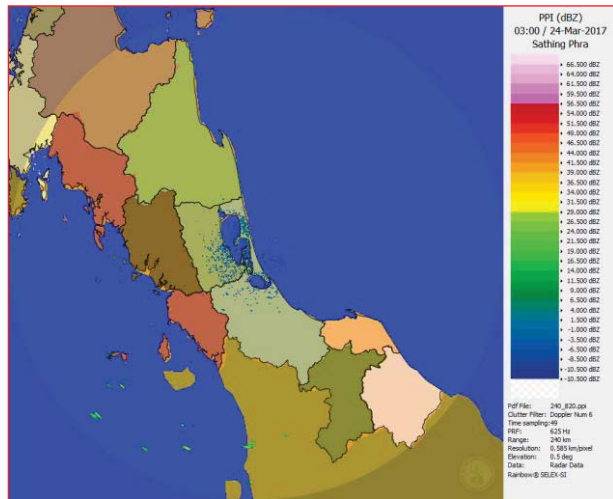 PPI (dBZ)
03:00 / 24-Mar-2017
Sathing Phra
66.500 dBZ
64.000 dBZ
61.500 dBZ
59.500 dBZ
56.500 dBZ
54.000 dBZ
51.500 dBZ
49.000 dBZ
46.500 dBZ
44.000 dBZ
41.500 dBZ
39.000 dBZ
36.500 dBZ
34.000 dBZ
31.500 dBZ
29.000 dBZ
26.500 dBZ
24.000 dBZ
21.500 dBZ
19.000 dBZ
16.500 dBZ
14.000 dBZ
11.500 dBZ
9.000 dBZ
6.500 dBZ
4.000 dBZ
1.500 dBZ
-1.000 dBZ
-3.500 dBZ
-6.000 dBZ
-8.500 dBZ
-10.500 dBZ
-10.500 dBZ
Pdf File: 240_820.ppi
Clutter Filter: Doppler Num 6
Time sampling: 49
PRF: 625 Hz
Range: 240 km
Resolution: 0.585 km/pixel
Elevation: 0.5 deg
Data: Radar Data
Rainbow® SELEX-SI